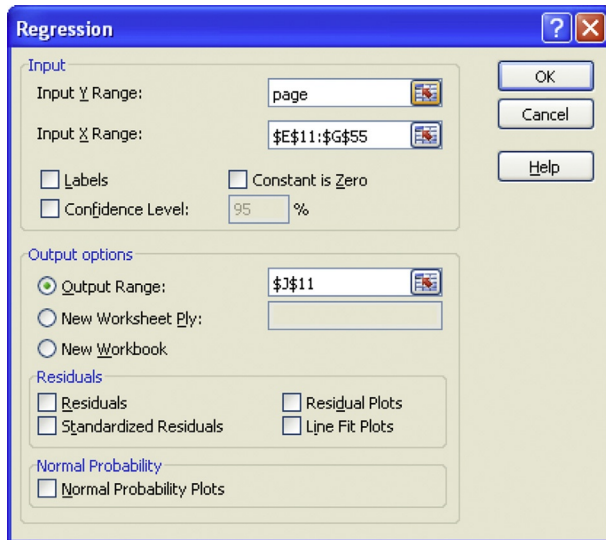 Regression
Input
Input Y Range: page
Input X Range: $E$11:$G$55
Labels Constant is Zero
Confidence Level: 95 %
OK
Cancel
Help
Output options
Output Range: $J$11
New Worksheet Ply:
New Workbook
Residuals
Residuals Residual Plots
Standardized Residuals Line Fit Plots
Normal Probability
Normal Probability Plots